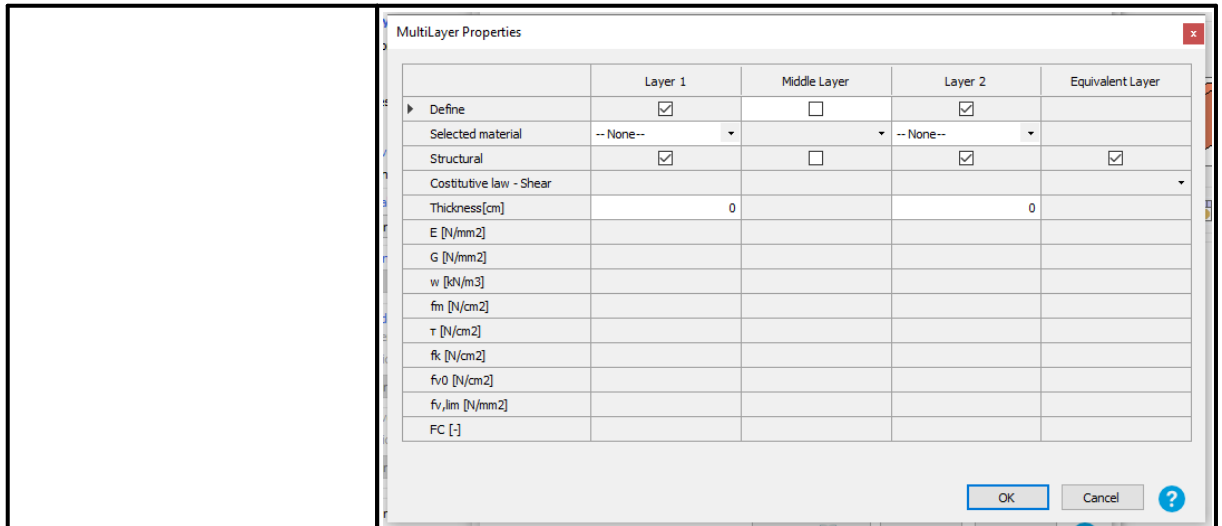 MultiLayer Properties
x
Layer 1 Middle Layer Layer 2 Equivalent Layer
Define
Selected material -- None-- -- None--
Structural
Costitutive law - Shear
Thickness[cm] 0 0
E [N/mm2]
G [N/mm2]
w [kN/m3]
fm [N/cm2]
τ [N/cm2]
fk [N/cm2]
fv0 [N/cm2]
fv,lim [N/mm2]
FC [-]
OK Cancel ?